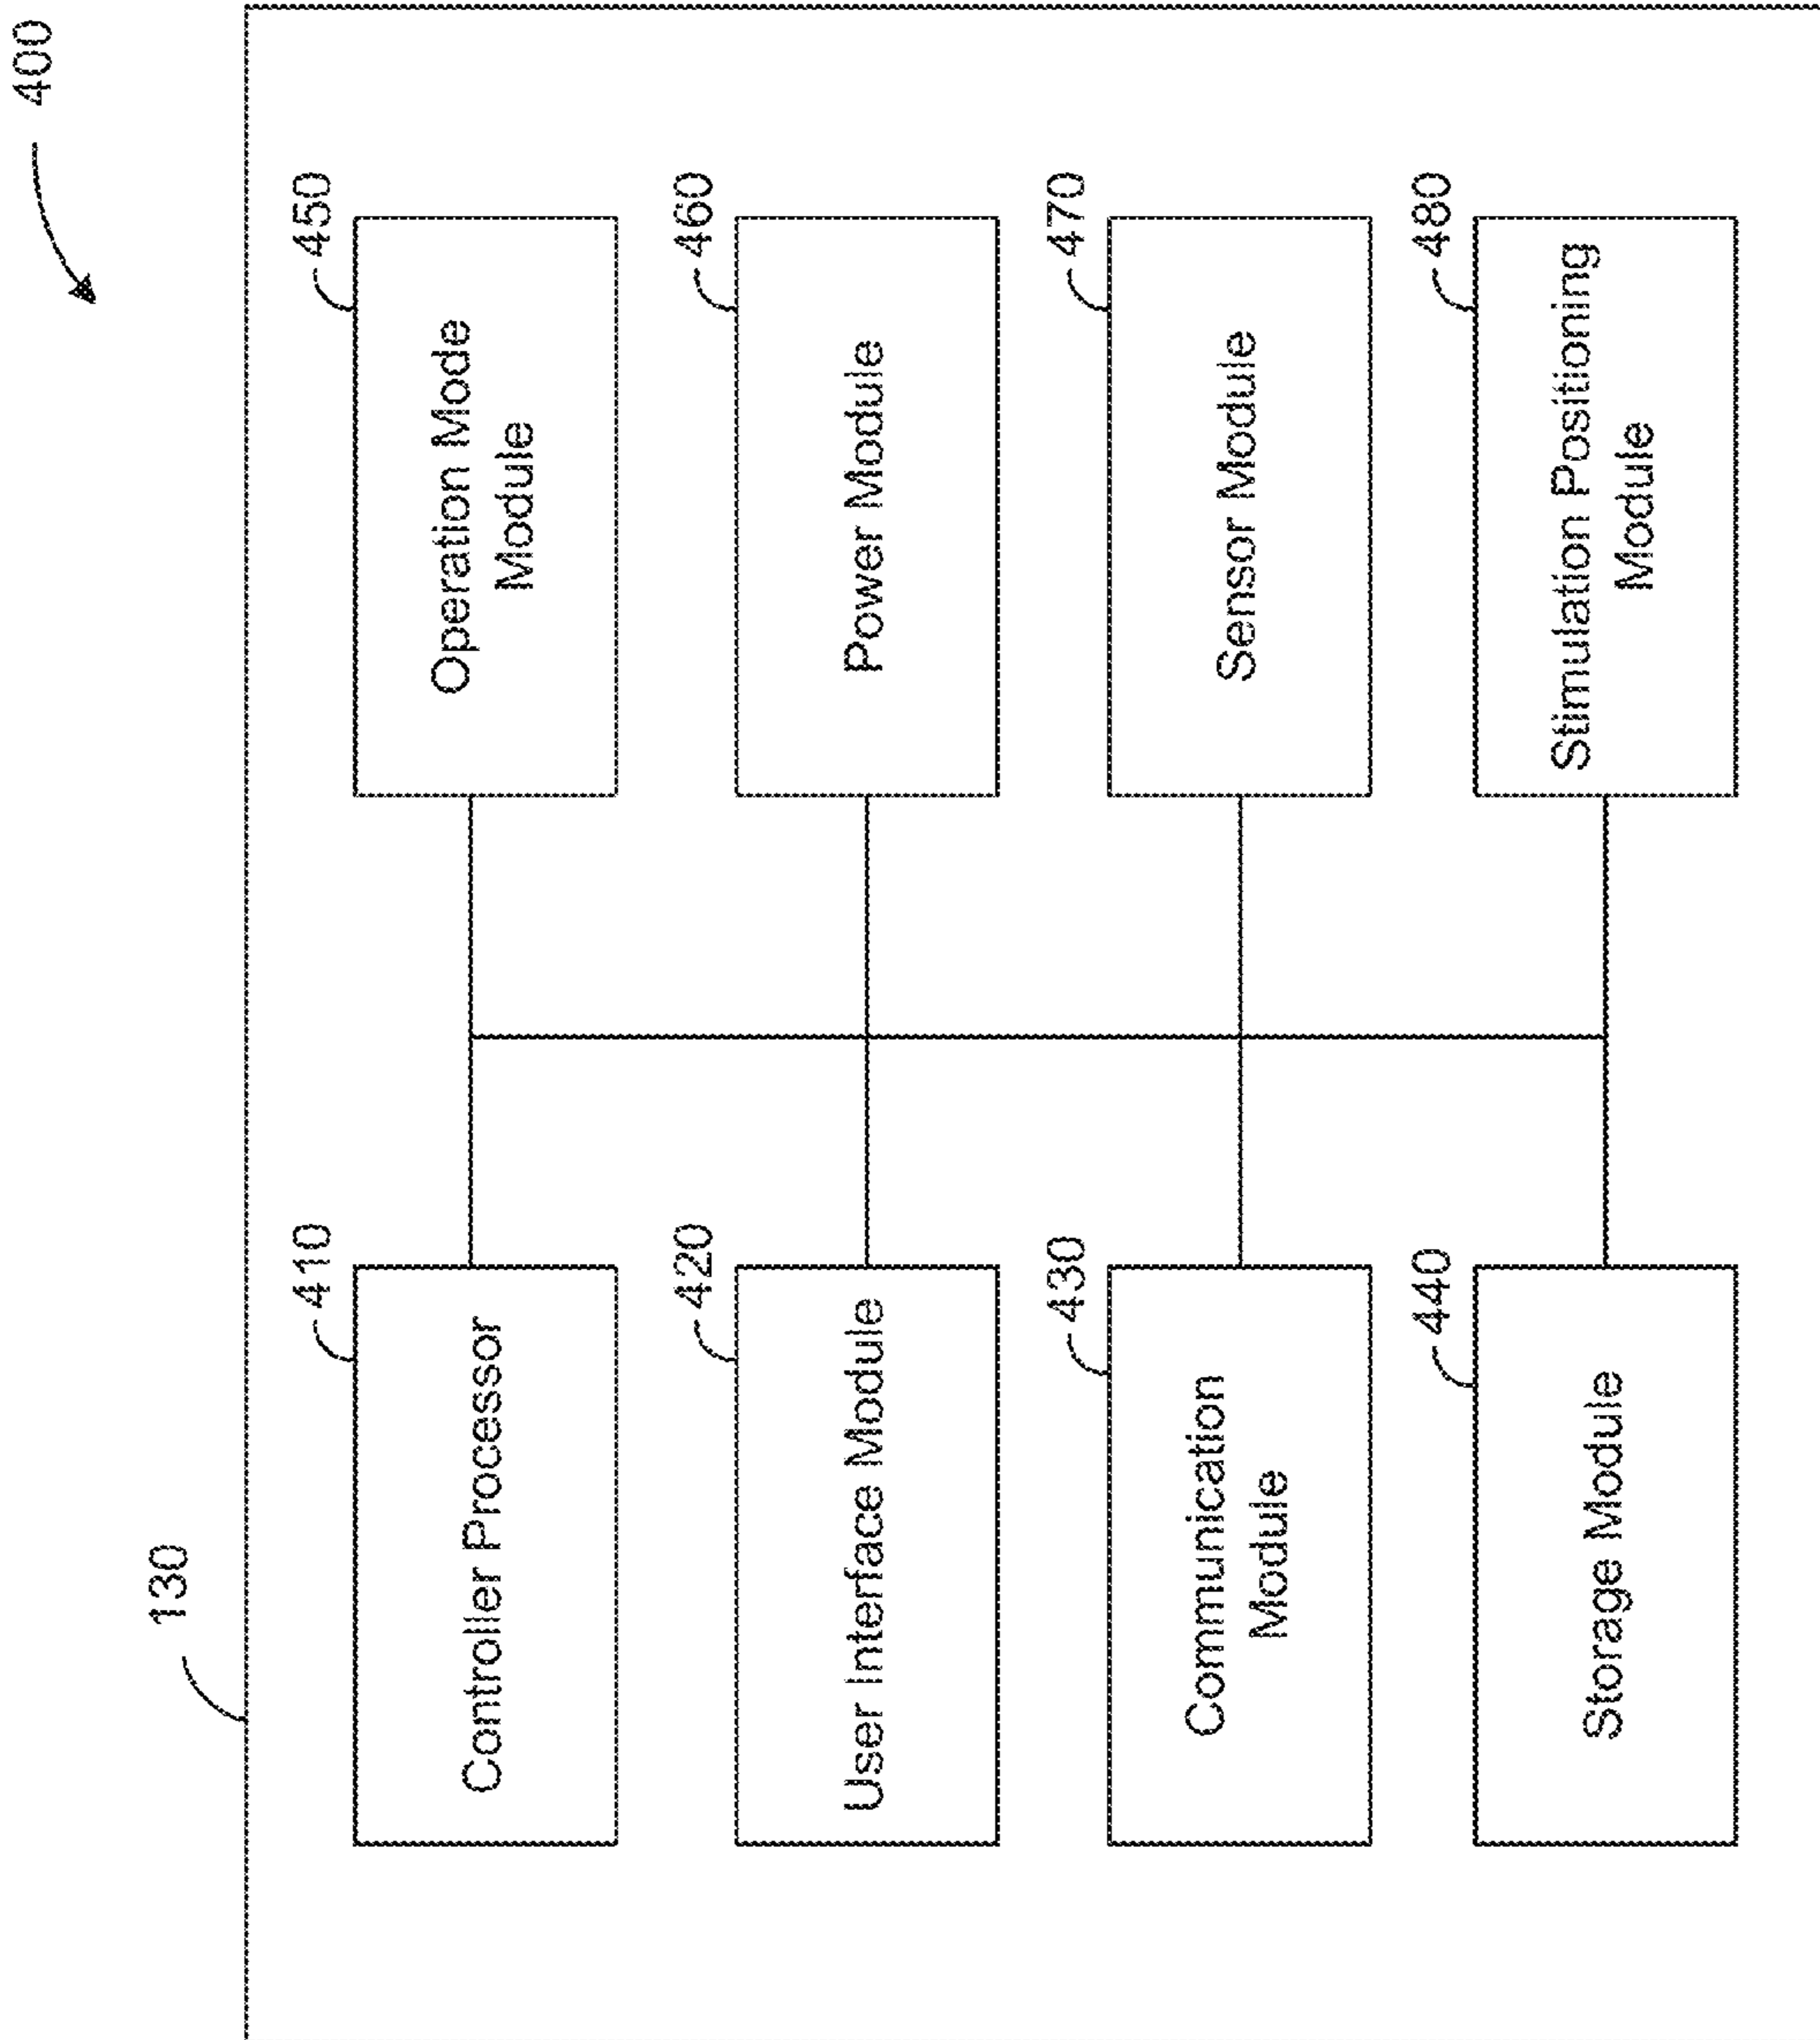 400
130
410
Controller Processor
450
Operation Mode
Module
420
User Interface Module
460
Power Module
430
Communication
Module
470
Sensor Module
440
Storage Module
480
Stimulation Positioning
Module